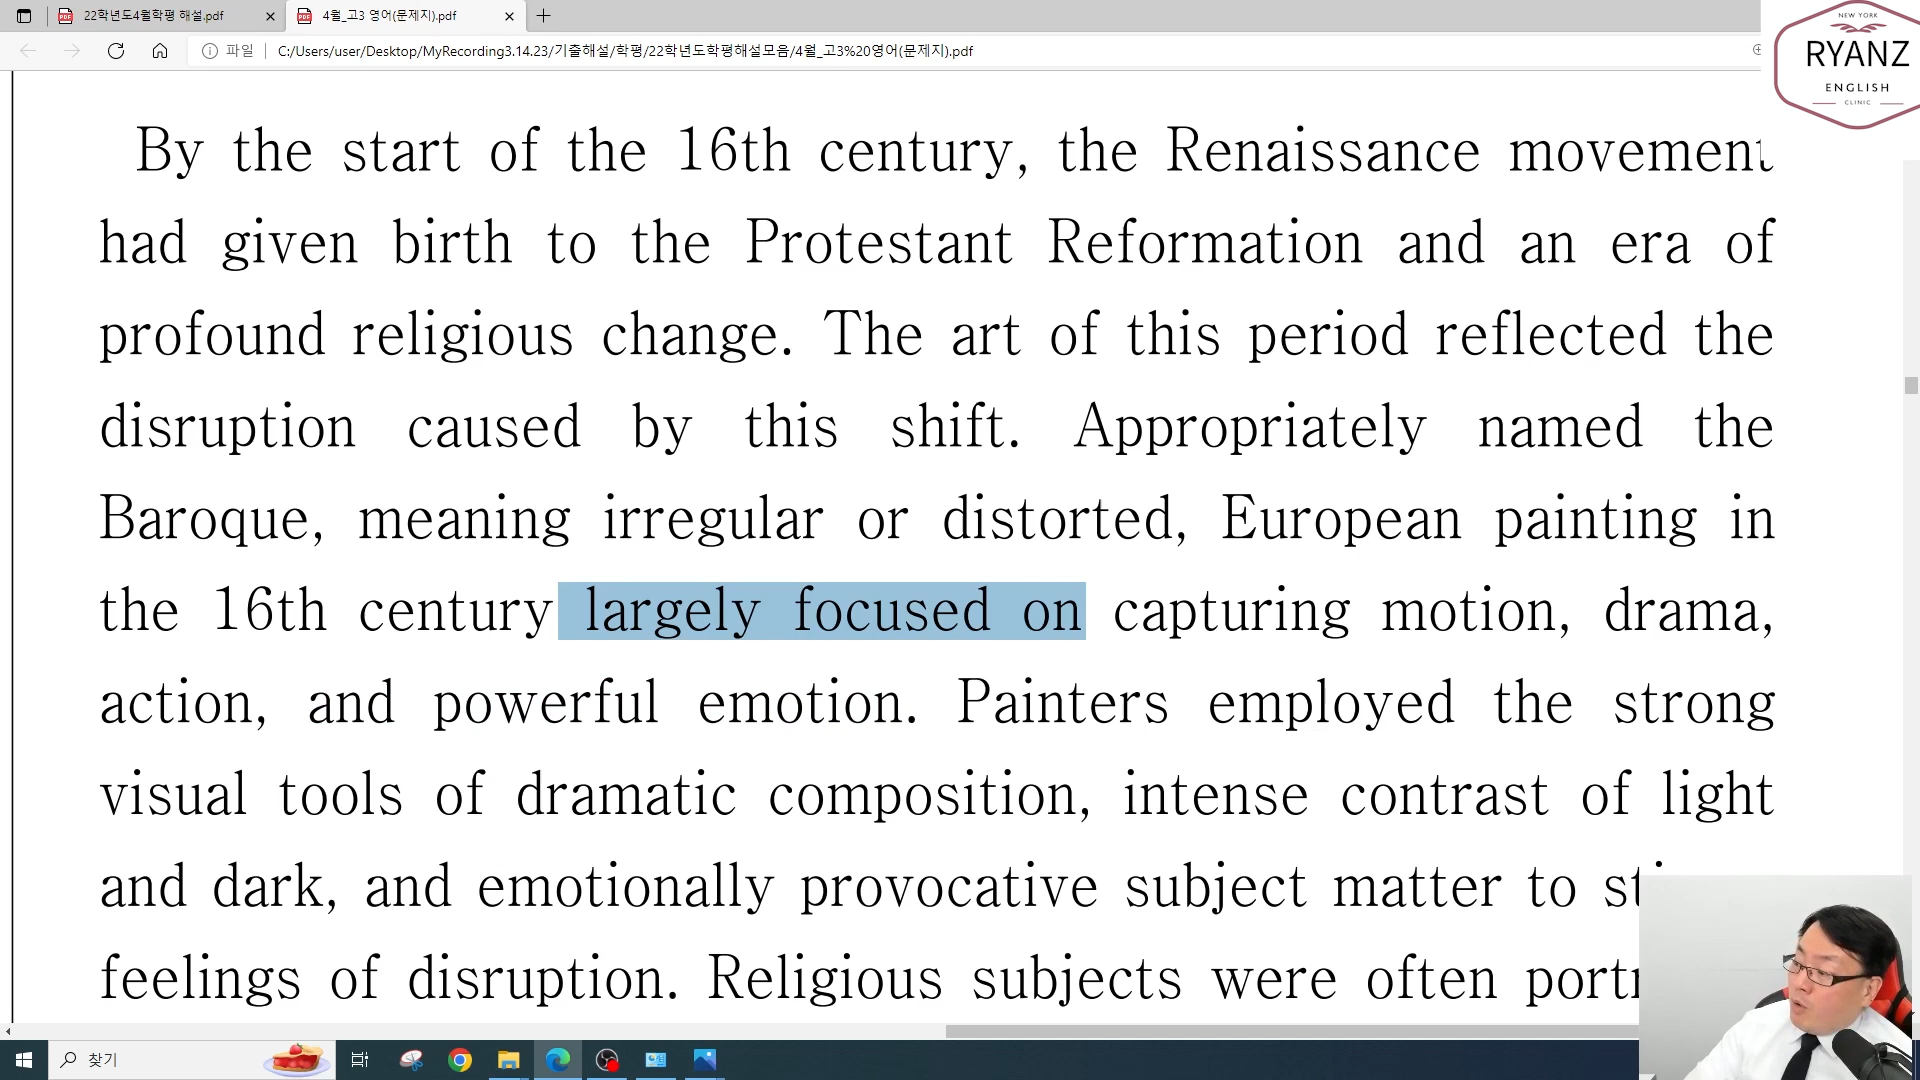 22학년도4월학평 해설.pdf
4월_고3 영어(문제지).pdf
파일
C:/Users/user/Desktop/MyRecording3.14.23/기출해설/학평/22학년도학평해설모음/4월_고3%20영어(문제지).pdf
NEW YORK
RYANZ
ENGLISH
CLINIC
By the start of the 16th century, the Renaissance movement
had given birth to the Protestant Reformation and an era of
profound religious change. The art of this period reflected the
disruption caused by this shift. Appropriately named the
Baroque, meaning irregular or distorted, European painting in
the 16th century largely focused on capturing motion, drama,
action, and powerful emotion. Painters employed the strong
visual tools of dramatic composition, intense contrast of light
and dark, and emotionally provocative subject matter to
feelings of disruption. Religious subjects were often
찾기